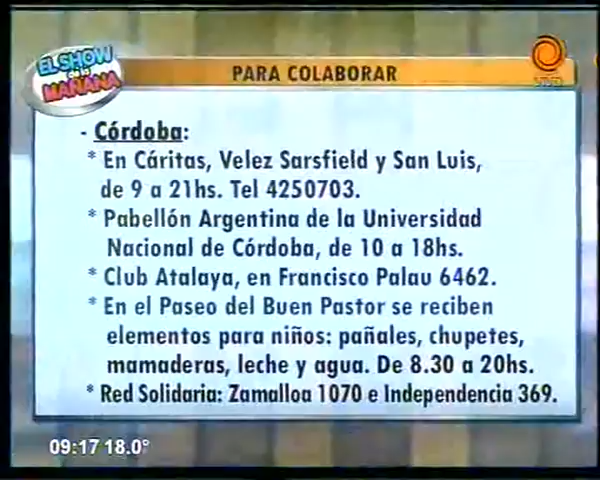 EL SHOW
de la
MAÑANA
PARA COLABORAR
- Córdoba:
* En Cáritas, Velez Sarsfield y San Luis,
de 9 a 21hs. Tel 4250703.
* Pabellón Argentina de la Universidad
Nacional de Córdoba, de 10 a 18hs.
* Club Atalaya, en Francisco Palau 6462.
* En el Paseo del Buen Pastor se reciben
elementos para niños: pañales, chupetes,
mamaderas, leche y agua. De 8.30 a 20hs.
* Red Solidaria: Zamalloa 1070 e Independencia 369.
09:17 18.0°